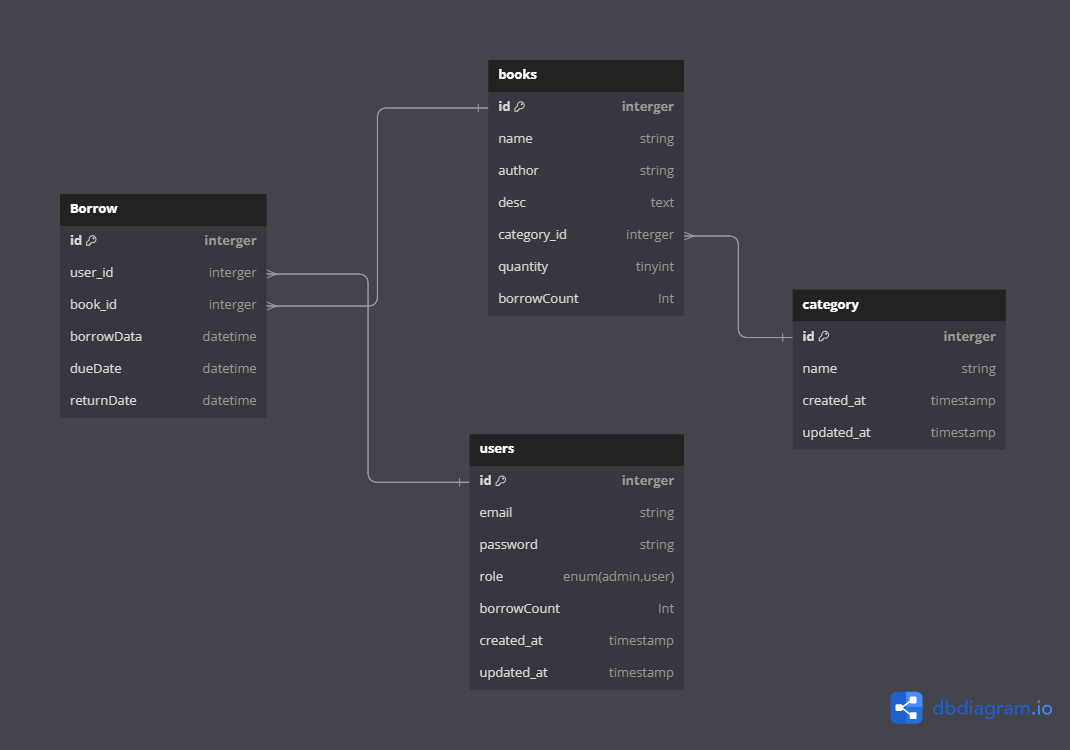 books
id interger
name string
author string
desc text
category_id interger
quantity tinyint
borrowCount Int
Borrow
id interger
user_id interger
book_id interger
borrowData datetime
dueDate datetime
returnDate datetime
category
id interger
name string
created_at timestamp
updated_at timestamp
users
id interger
email string
password string
role enum(admin,user)
borrowCount Int
created_at timestamp
updated_at timestamp
dbdiagram.io